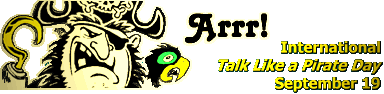 Arrr!
International
Talk Like a Pirate Day
September 19